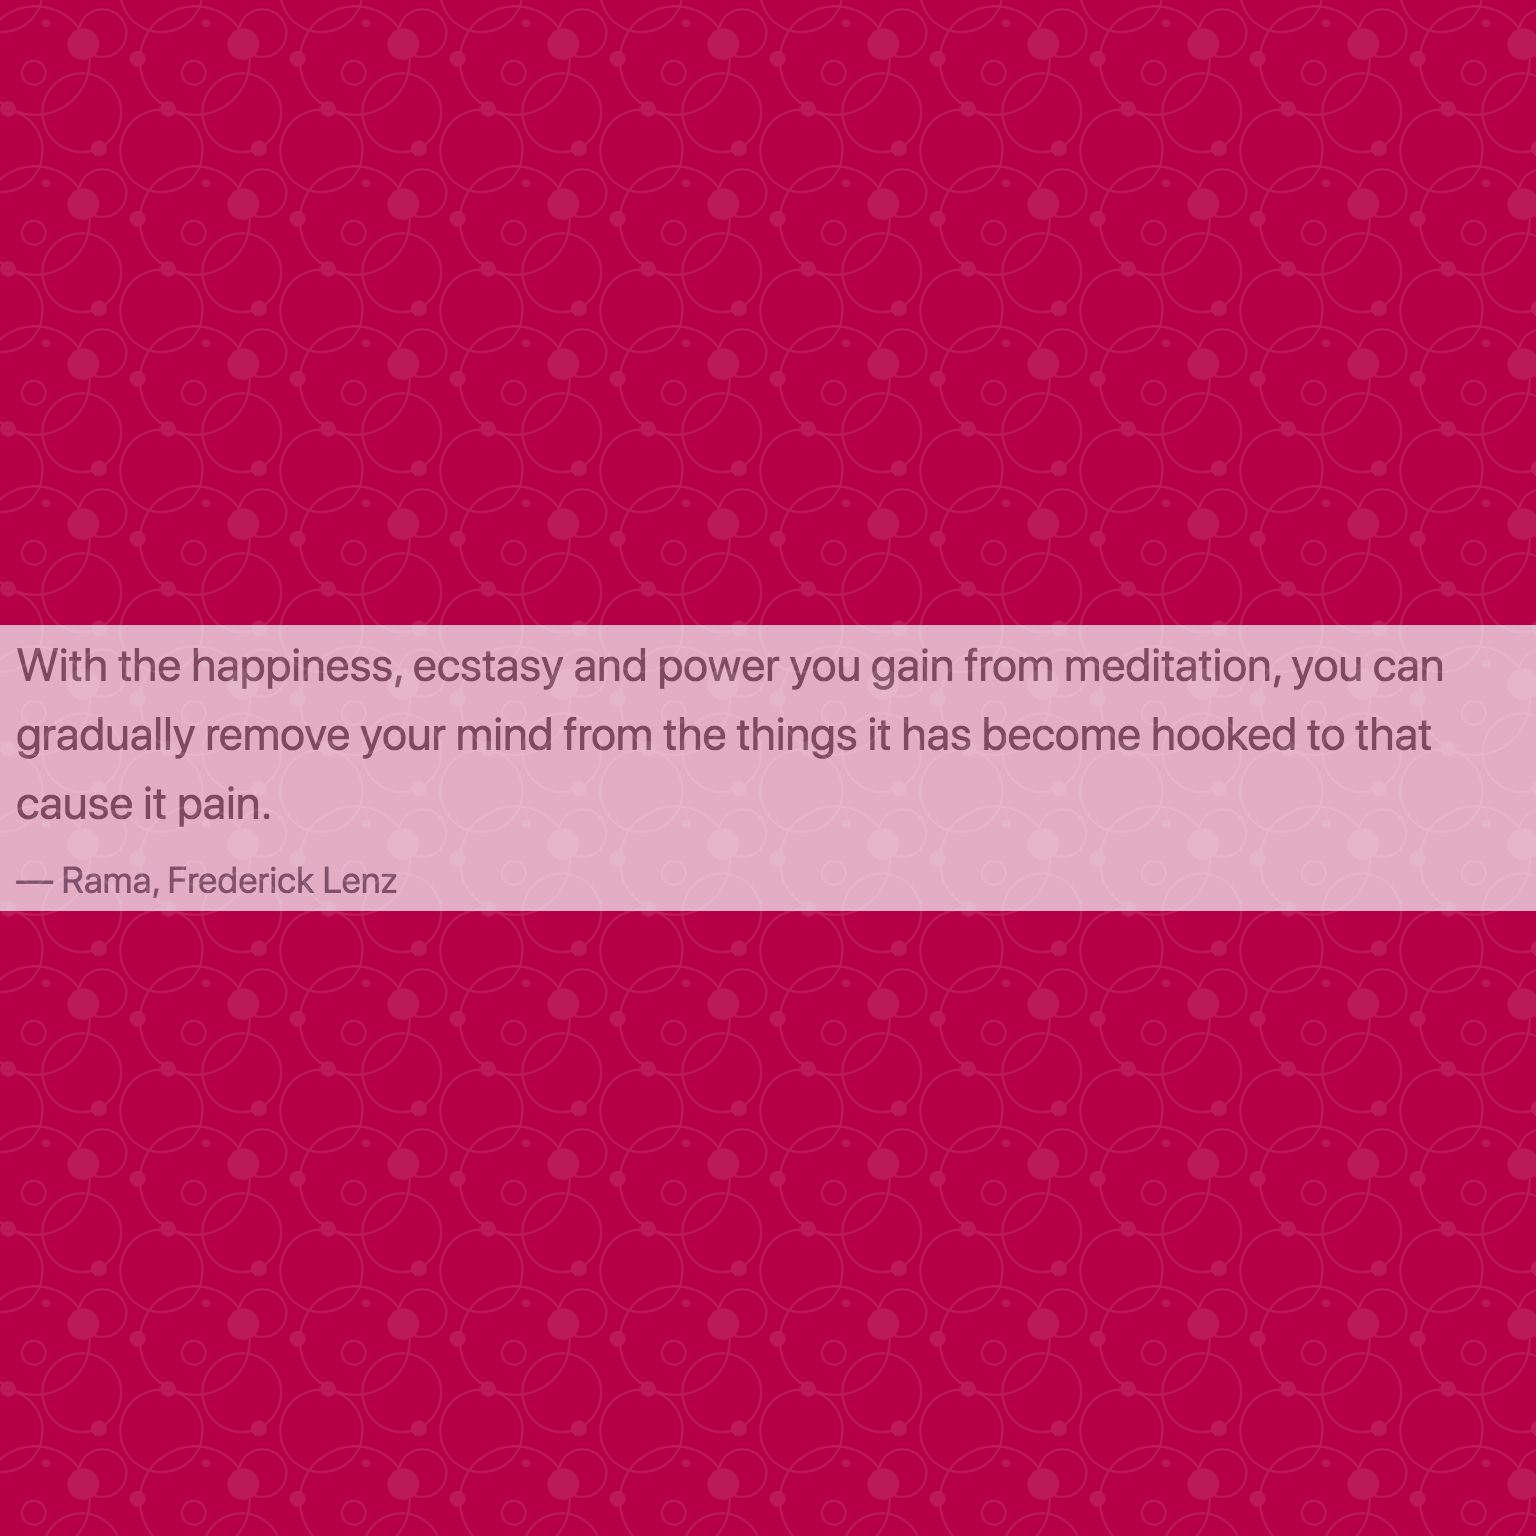 With the happiness, ecstasy and power you gain from meditation, you can
gradually remove your mind from the things it has become hooked to that
cause it pain.
— Rama, Frederick Lenz